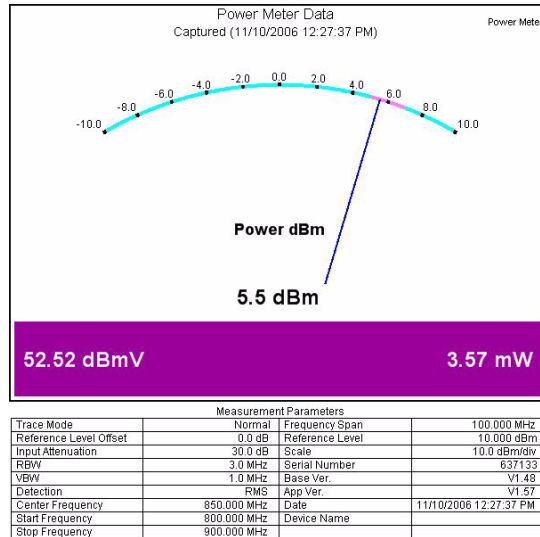 Power Meter Data
Captured (11/10/2006 12:27:37 PM)
Power Mete
-10.0 -8.0 -6.0 -4.0 -2.0 0.0 2.0 4.0 6.0 8.0 10.0
Power dBm
5.5 dBm
52.52 dBmV 3.57 mW
Measurement Parameters
Trace Mode Normal Frequency Span 100.000 MHz
Reference Level Offset 0.0 dB Reference Level 10.000 dBm
Input Attenuation 30.0 dB Scale 10.0 dBm/div
RBW 3.0 MHz Serial Number 637133
VBW 1.0 MHz Base Ver. V1.48
Detection RMS App Ver. V1.57
Center Frequency 850.000 MHz Date 11/10/2006 12:27:37 PM
Start Frequency 800.000 MHz Device Name
Stop Frequency 900.000 MHz